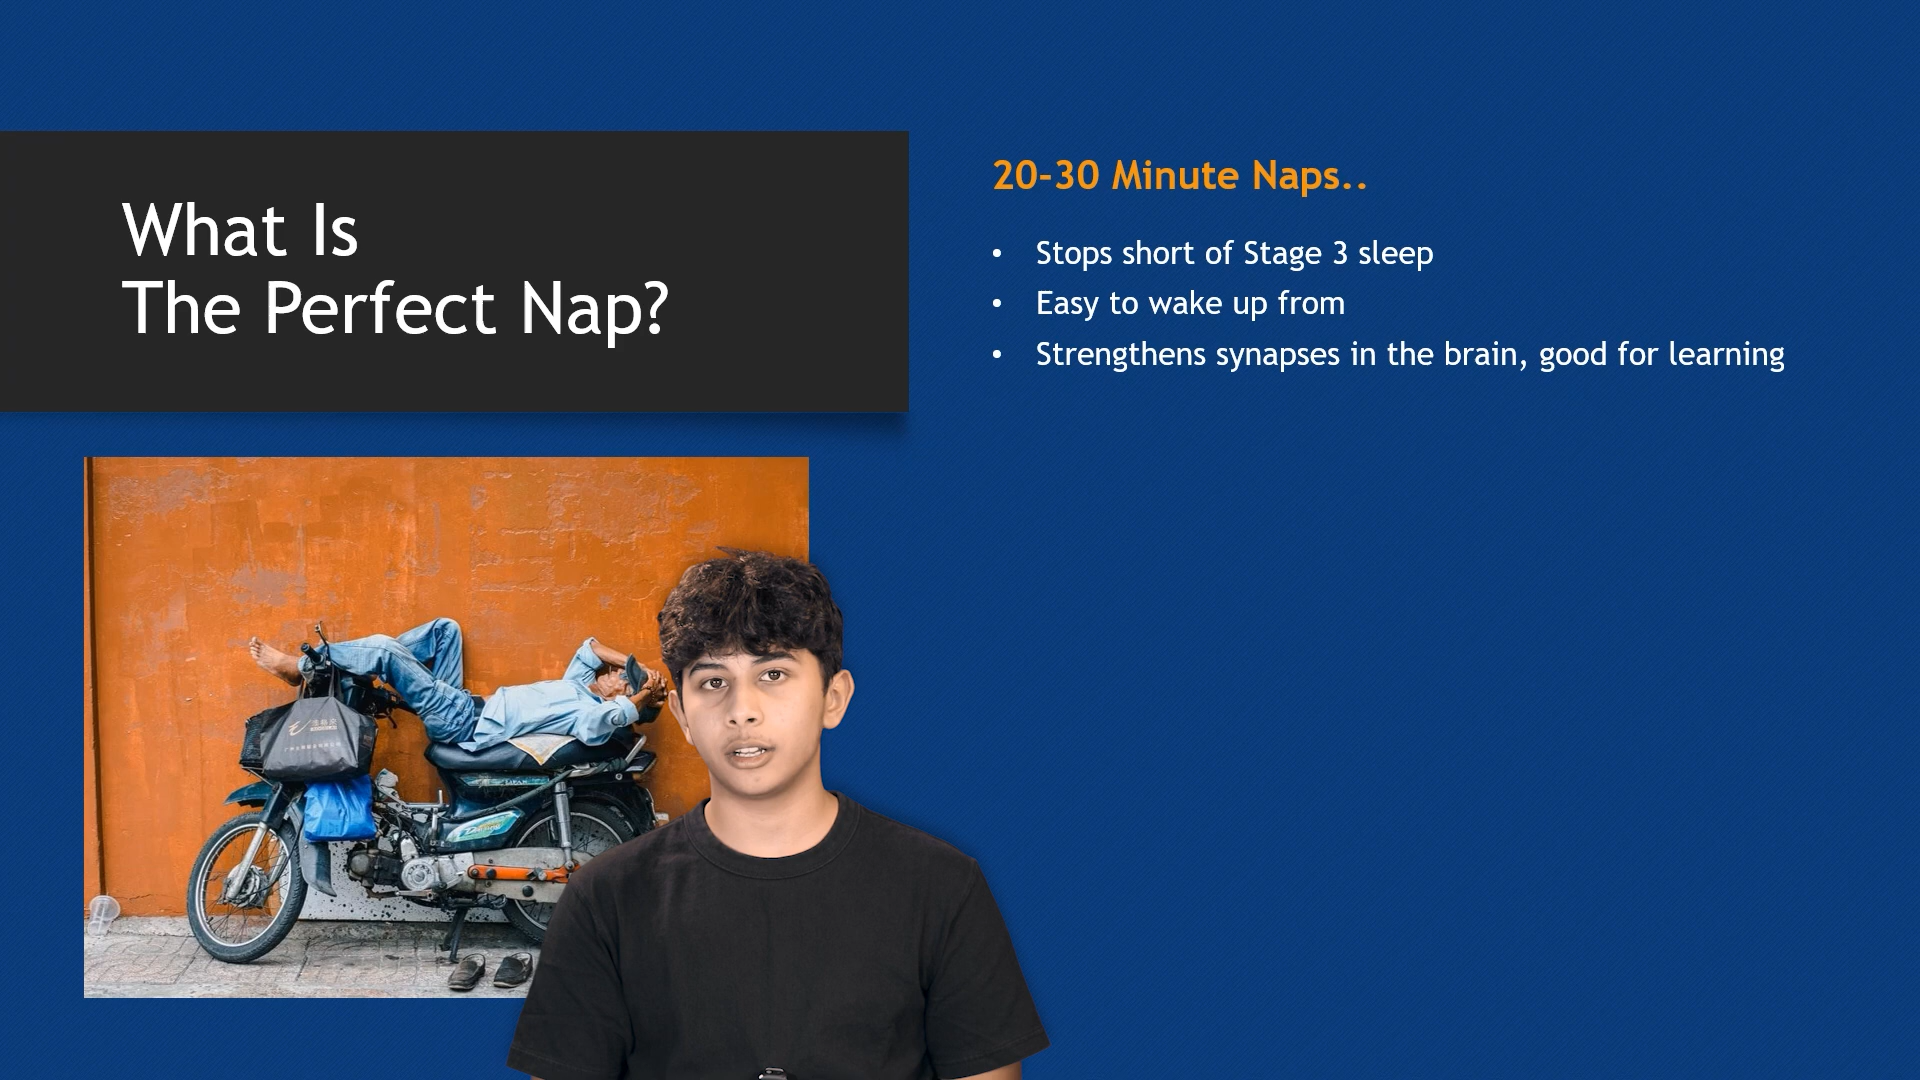 What Is
The Perfect Nap?
20-30 Minute Naps..
• Stops short of Stage 3 sleep
• Easy to wake up from
• Strengthens synapses in the brain, good for learning